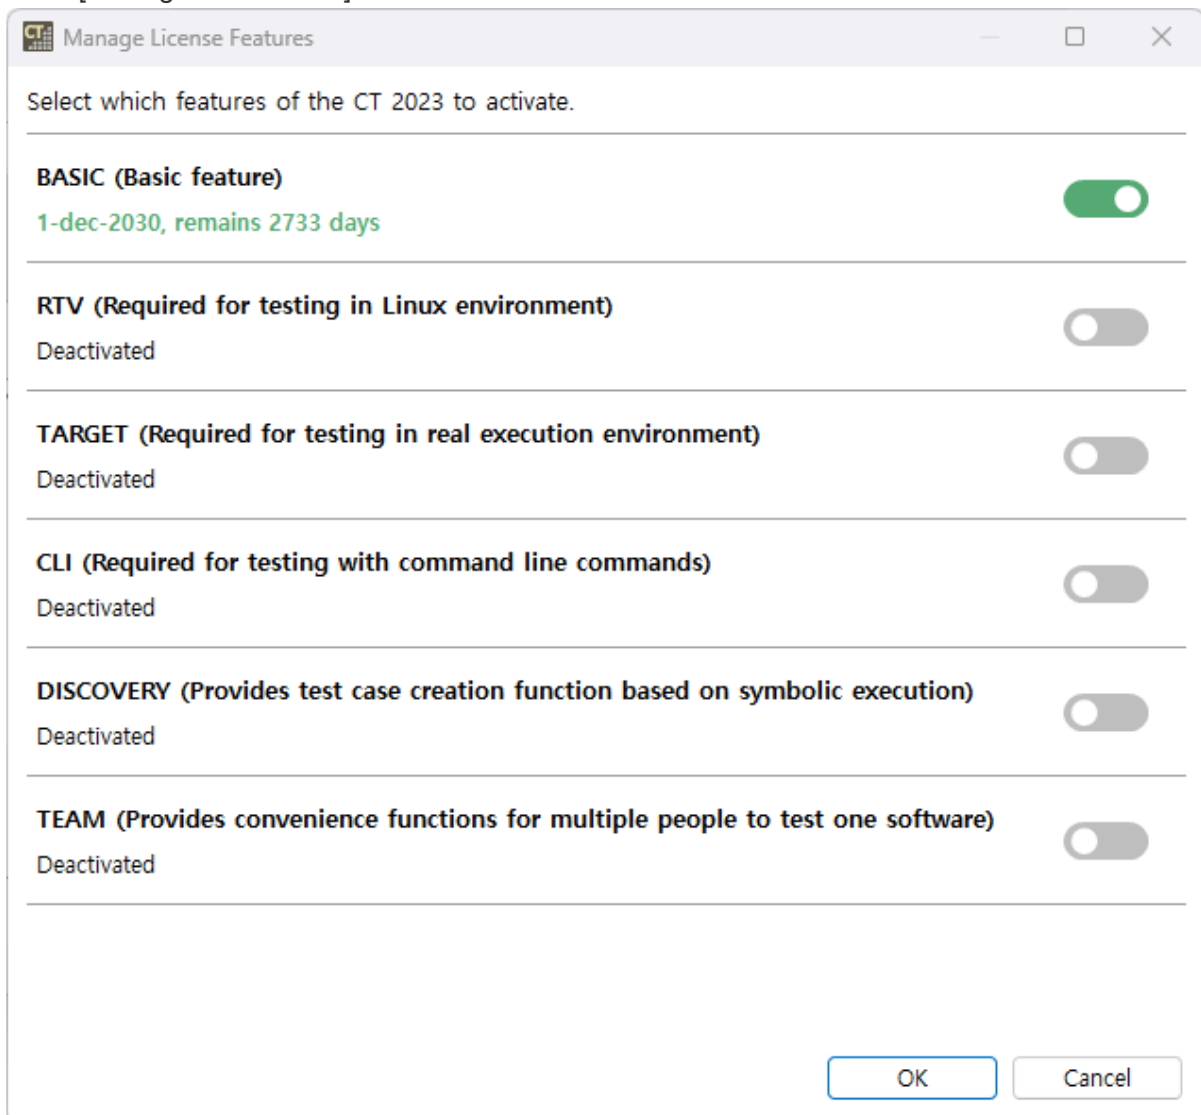 CT
Manage License Features
Select which features of the CT 2023 to activate.
BASIC (Basic feature)
1-dec-2030, remains 2733 days
RTV (Required for testing in Linux environment)
Deactivated
TARGET (Required for testing in real execution environment)
Deactivated
CLI (Required for testing with command line commands)
Deactivated
DISCOVERY (Provides test case creation function based on symbolic execution)
Deactivated
TEAM (Provides convenience functions for multiple people to test one software)
Deactivated
OK
Cancel